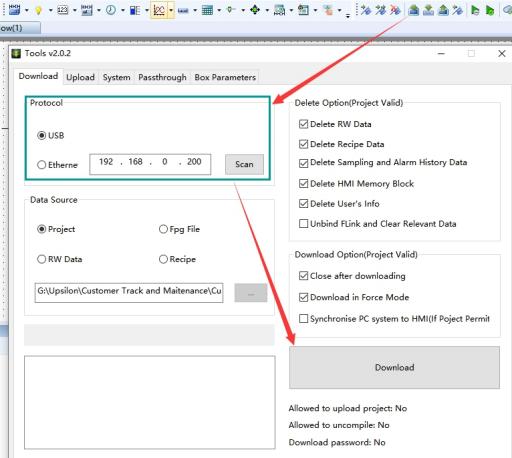 ow(1)
Tools v2.0.2
Download Upload System Passthrough Box Parameters
Protocol
USB
Etherne 192 . 168 . 0 . 200 Scan
Data Source
Project Fpg File
RW Data Recipe
G:\Upsilon\Customer Track and Maitenance\Cu ...
Delete Option(Project Valid)
Delete RW Data
Delete Recipe Data
Delete Sampling and Alarm History Data
Delete HMI Memory Block
Delete User's Info
Unbind FLink and Clear Relevant Data
Download Option(Project Valid)
Close after downloading
Download in Force Mode
Synchronise PC system to HMI(If Poject Permit
Download
Allowed to upload project: No
Allowed to uncompile: No
Download password: No